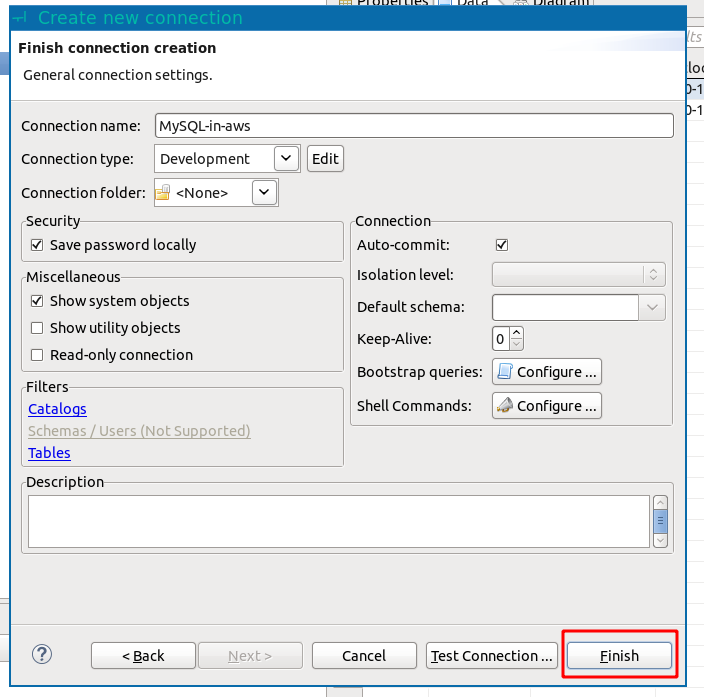 Properties Data Diagram
Create new connection
Finish connection creation
General connection settings.
Connection name: MySQL-in-aws
Connection type: Development Edit
Connection folder: <None>
Security
Save password locally
Miscellaneous
Show system objects
Show utility objects
Read-only connection
Filters
Catalogs
Schemas / Users (Not Supported)
Tables
Connection
Auto-commit:
Isolation level:
Default schema:
Keep-Alive: 0
Bootstrap queries: Configure ...
Shell Commands: Configure ...
Description
? < Back Next > Cancel Test Connection ... Finish